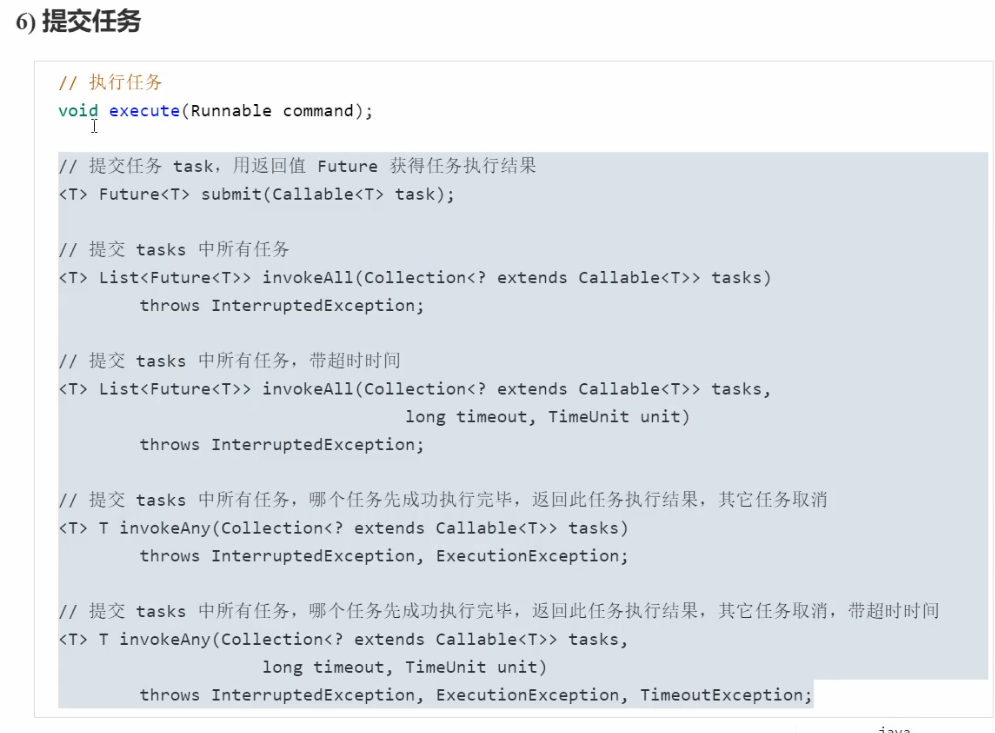 6) 提交任务
// 执行任务
void execute(Runnable command);
// 提交任务 task，用返回值 Future 获得任务执行结果
<T> Future<T> submit(Callable<T> task);
// 提交 tasks 中所有任务
<T> List<Future<T>> invokeAll(Collection<? extends Callable<T>> tasks)
throws InterruptedException;
// 提交 tasks 中所有任务，带超时时间
<T> List<Future<T>> invokeAll(Collection<? extends Callable<T>> tasks,
long timeout, TimeUnit unit)
throws InterruptedException;
// 提交 tasks 中所有任务，哪个任务先成功执行完毕，返回此任务执行结果，其它任务取消
<T> T invokeAny(Collection<? extends Callable<T>> tasks)
throws InterruptedException, ExecutionException;
// 提交 tasks 中所有任务，哪个任务先成功执行完毕，返回此任务执行结果，其它任务取消，带超时时间
<T> T invokeAny(Collection<? extends Callable<T>> tasks,
long timeout, TimeUnit unit)
throws InterruptedException, ExecutionException, TimeoutException;
java